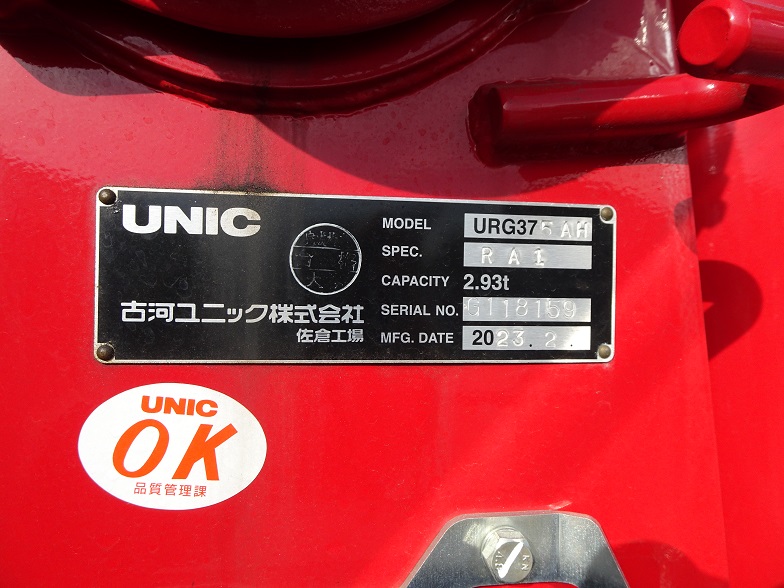 UNIC
MODEL URG375AH
SPEC. RA1
CAPACITY 2.93t
SERIAL NO. G118159
MFG. DATE 2023.2.
古河ユニック株式会社
佐倉工場
UNIC
OK
品質管理課